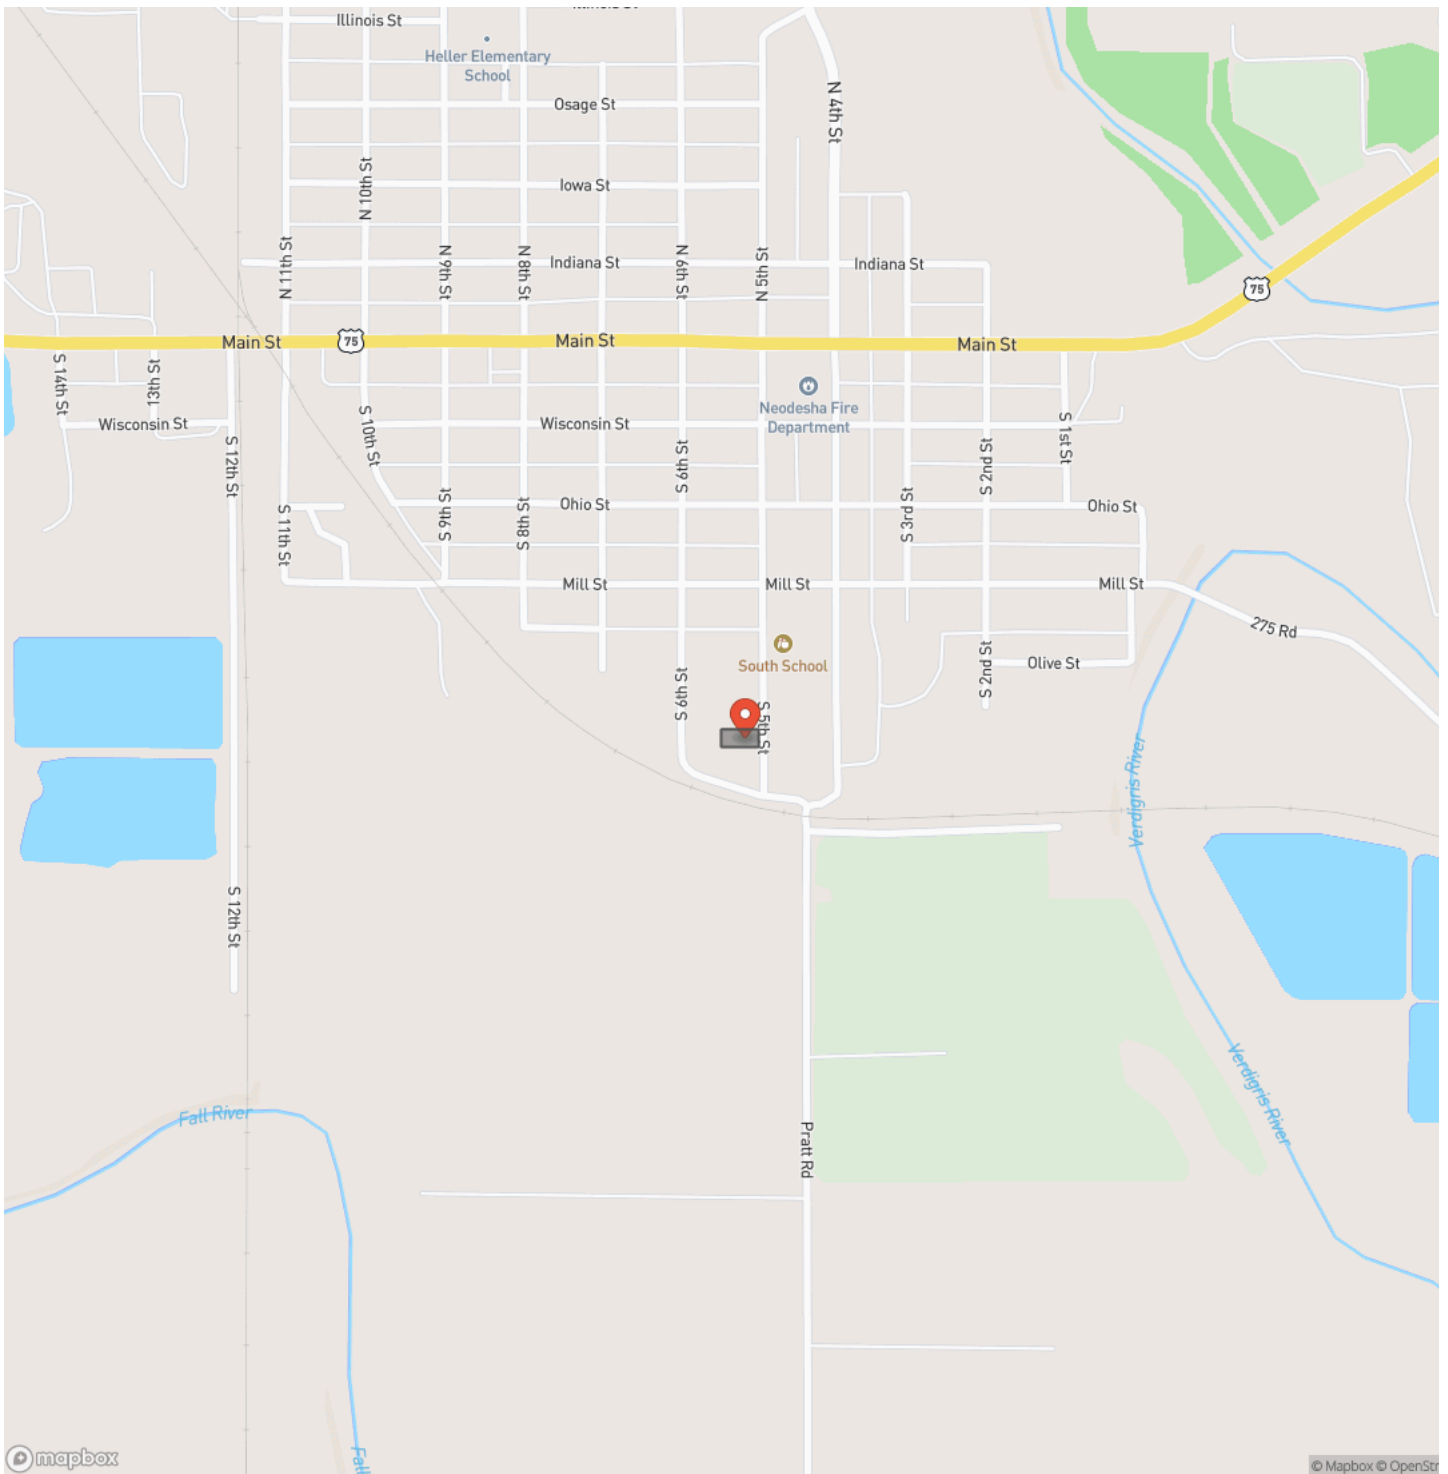 Illinois St
Heller Elementary
School
Osage St
N 4th St
N 10th St
Iowa St
N 11th St
N 9th St
N 8th St
Indiana St
N 6th St
N 5th St
Indiana St
75
Main St
75
Main St
Main St
S 14th St
13th St
Wisconsin St
S 10th St
Wisconsin St
Neodesha Fire
Department
S 1st St
S 12th St
S 6th St
S 2nd St
S 11th St
S 9th St
S 8th St
Ohio St
S 3rd St
Ohio St
Mill St
Mill St
Mill St
275 Rd
South School
S 6th St
S 5th St
S 2nd St
Olive St
Verdigris River
S 12th St
Fall River
Verdigris River
Pratt Rd
Fall
mapbox
© Mapbox © OpenStr